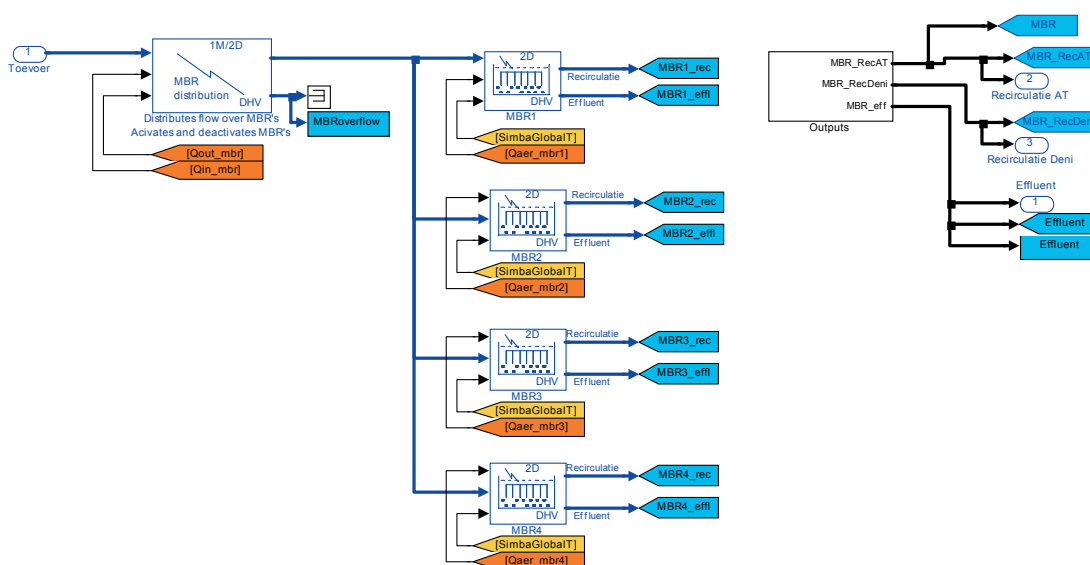 1
Toevoer
1M/2D
MBR
distribution
DHV
Distributes flow over MBR's
Acivates and deactivates MBR's
MBRoverflow
[Qout_mbr]
[Qin_mbr]
2D
DHV
MBR1
Recirculatie
Effluent
MBR1_rec
MBR1_effl
[SimbaGlobalT]
[Qaer_mbr1]
2D
DHV
MBR2
Recirculatie
Effluent
MBR2_rec
MBR2_effl
[SimbaGlobalT]
[Qaer_mbr2]
2D
DHV
MBR3
Recirculatie
Effluent
MBR3_rec
MBR3_effl
[SimbaGlobalT]
[Qaer_mbr3]
2D
DHV
MBR4
Recirculatie
Effluent
MBR4_rec
MBR4_effl
[SimbaGlobalT]
[Qaer_mbr4]
MBR_RecAT
MBR_RecDeni
MBR_eff
Outputs
MBR
MBR_RecAT
2
Recirculatie AT
MBR_RecDeni
3
Recirculatie Deni
Effluent
1
Effluent
Effluent